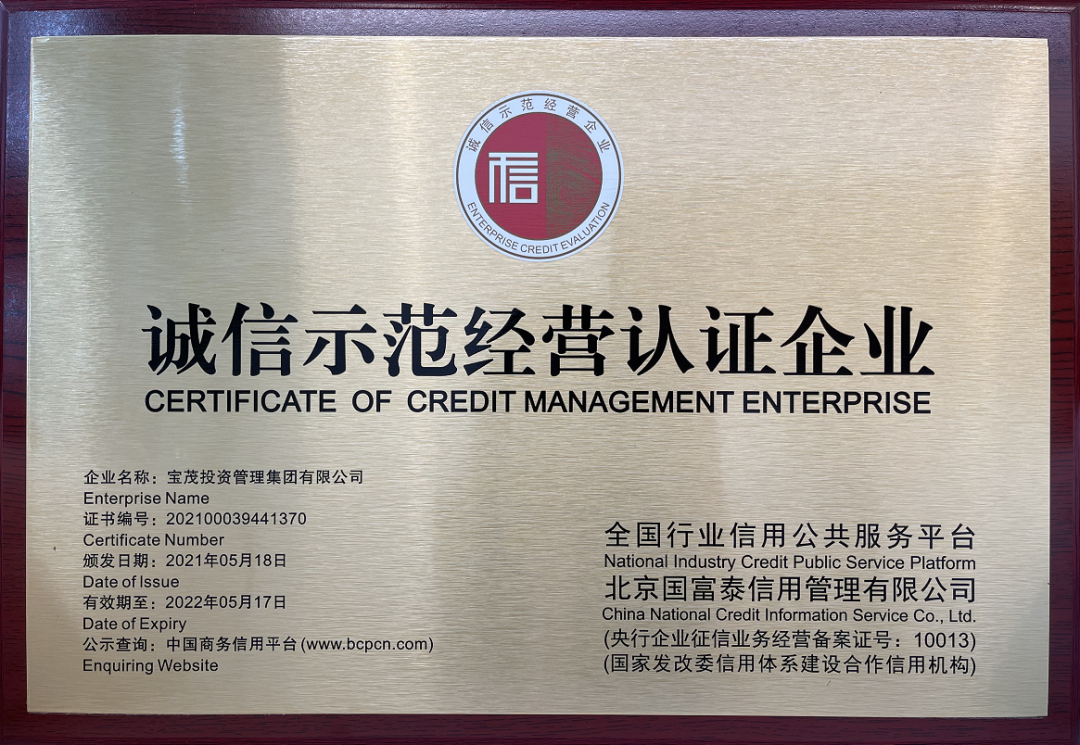 诚信示范经营企业
信
ENTERPRISE CREDIT EVALUATION
诚信示范经营认证企业
CERTIFICATE OF CREDIT MANAGEMENT ENTERPRISE
企业名称：宝茂投资管理集团有限公司
Enterprise Name
证书编号：202100039441370
Certificate Number
颁发日期：2021年05月18日
Date of Issue
有效期至：2022年05月17日
Date of Expiry
公示查询：中国商务信用平台(www.bcpcn.com)
Enquiring Website
全国行业信用公共服务平台
National Industry Credit Public Service Platform
北京国富泰信用管理有限公司
China National Credit Information Service Co., Ltd.
(央行企业征信业务经营备案证号：10013)
(国家发改委信用体系建设合作信用机构)